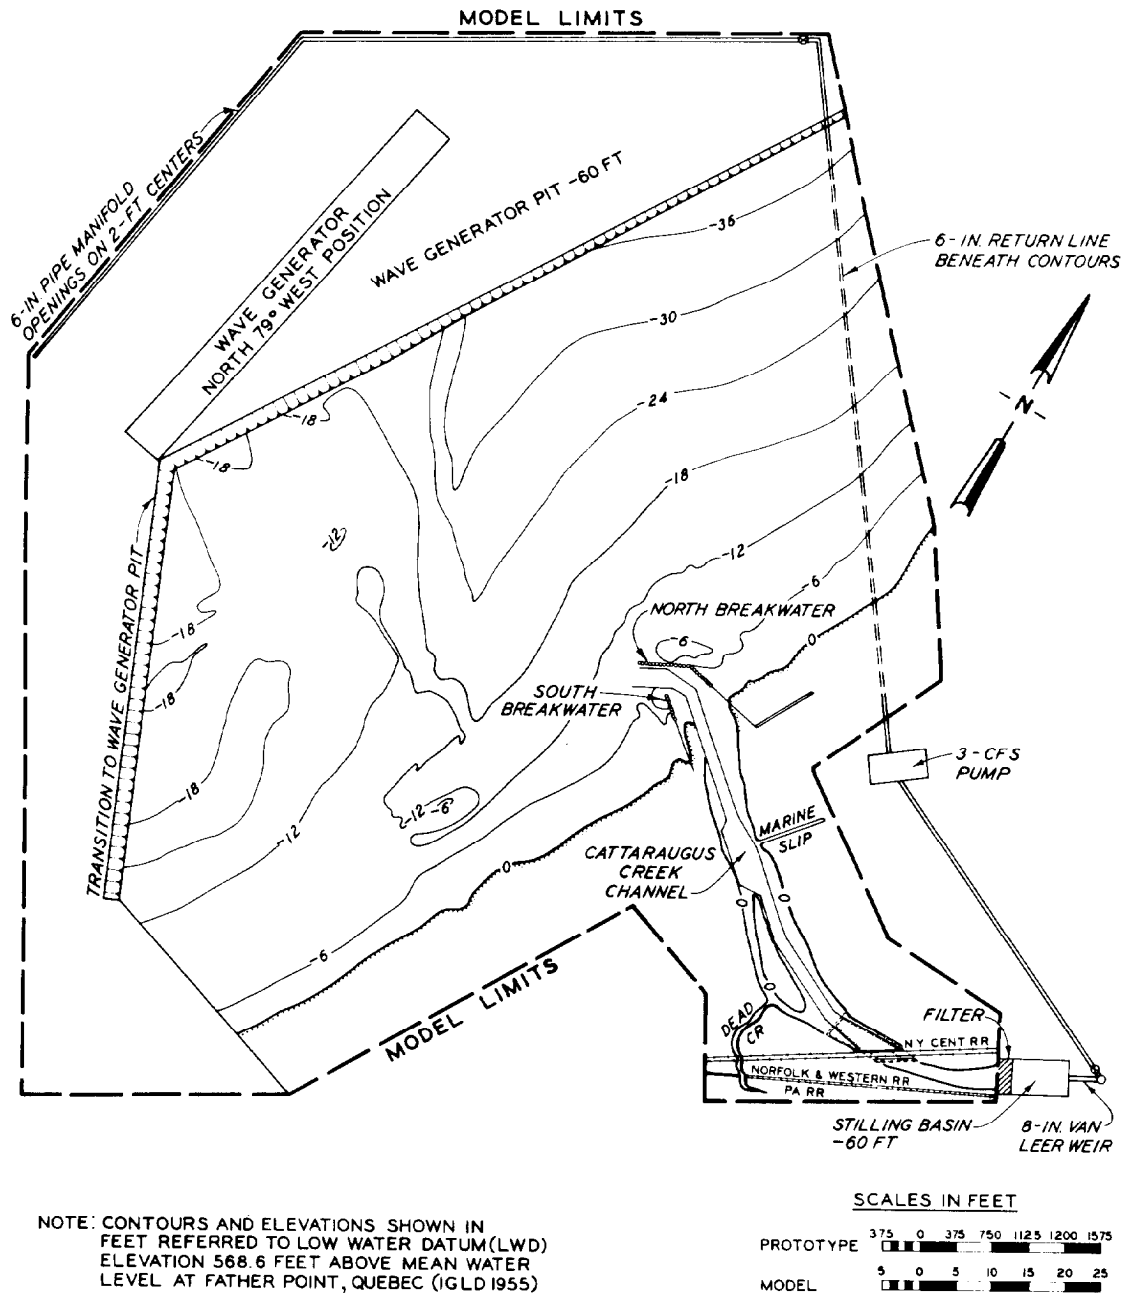 MODEL LIMITS
6-IN. PIPE MANIFOLD
OPENINGS ON 2-FT CENTERS
WAVE GENERATOR
NORTH 79° WEST POSITION
WAVE GENERATOR PIT -60 FT
-36
6-IN. RETURN LINE
BENEATH CONTOURS
-30
N
-24
-18
-18
-18
-12
-12
-6
NORTH BREAKWATER
0
-6
-18
-18
TRANSITION TO WAVE GENERATOR PIT
SOUTH
BREAKWATER
3-CFS
PUMP
-18
-12
-12
-6
MARINE
SLIP
CATTARAUGUS
CREEK
CHANNEL
0
0
0
-6
MODEL LIMITS
0
DEAD
CR
FILTER
NY CENT RR
NORFOLK & WESTERN RR
PA RR
STILLING BASIN
-60 FT
8-IN. VAN
LEER WEIR
NOTE: CONTOURS AND ELEVATIONS SHOWN IN
FEET REFERRED TO LOW WATER DATUM (LWD)
ELEVATION 568.6 FEET ABOVE MEAN WATER
LEVEL AT FATHER POINT, QUEBEC (IGLD 1955)
SCALES IN FEET
PROTOTYPE 375 0 375 750 1125 1200 1575
MODEL 5 0 5 10 15 20 25